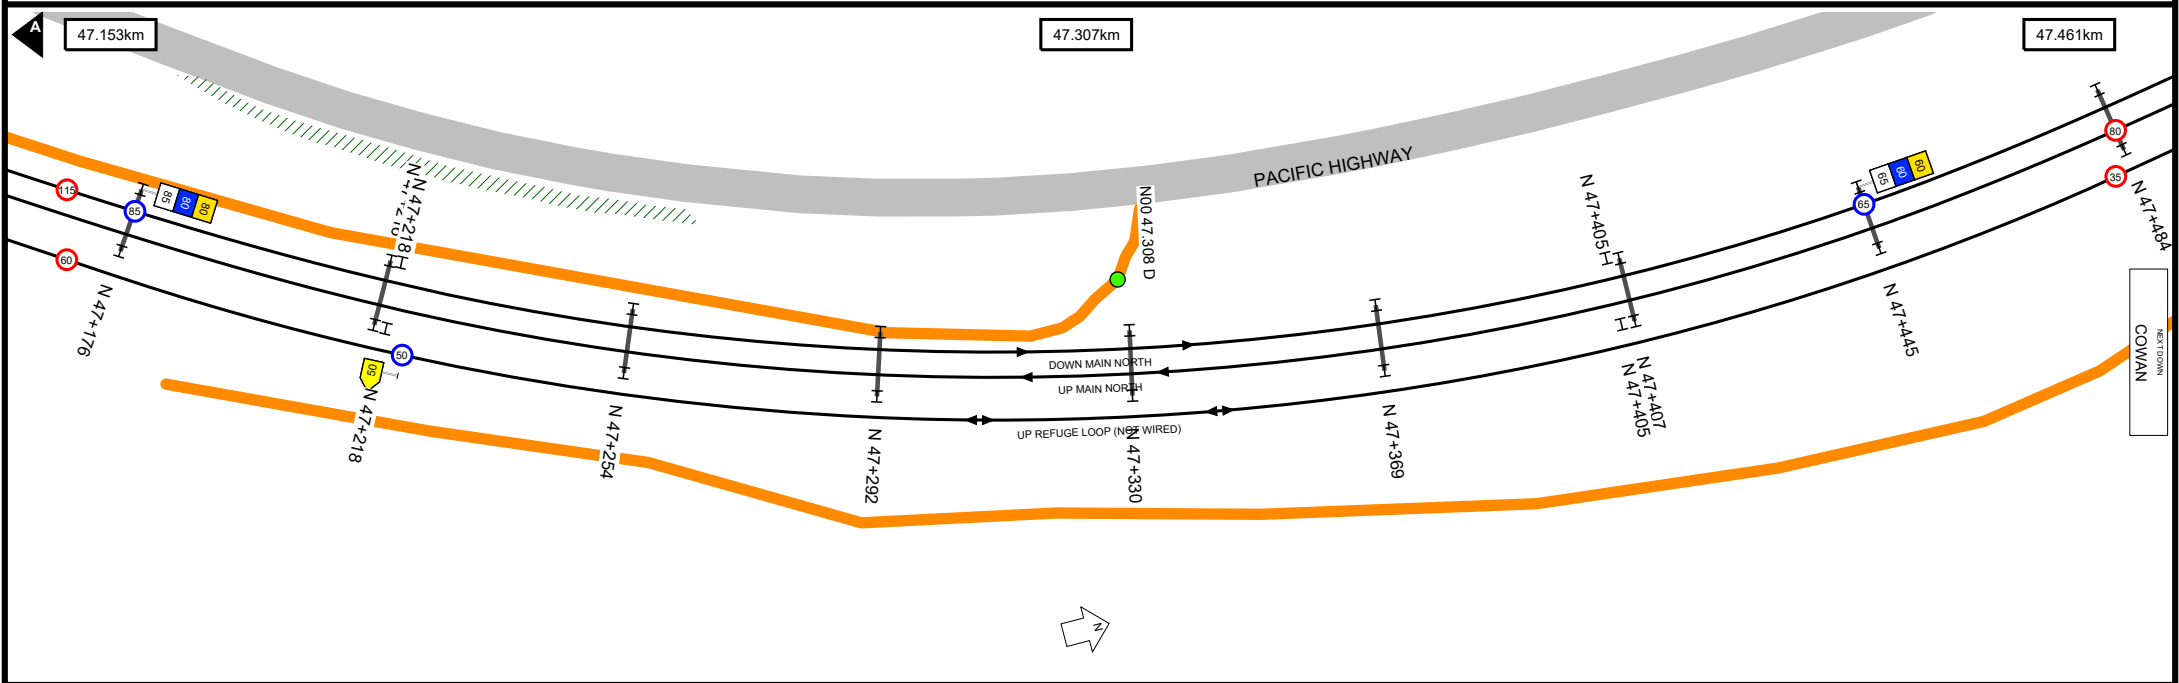 A
47.153km
47.307km
47.461km
PACIFIC HIGHWAY
115
85
60
85
80
80
N 47+176
N 47+218
50
50
N 47+218
N 47+254
N 47+292
N00 47.308 D
DOWN MAIN NORTH
UP MAIN NORTH
UP REFUGE LOOP (NOT WIRED)
N 47+330
N 47+369
N 47+405
N 47+407
N 47+405
65
65
60
60
N 47+445
80
35
N 47+484
NEXT DOWN
COWAN
N